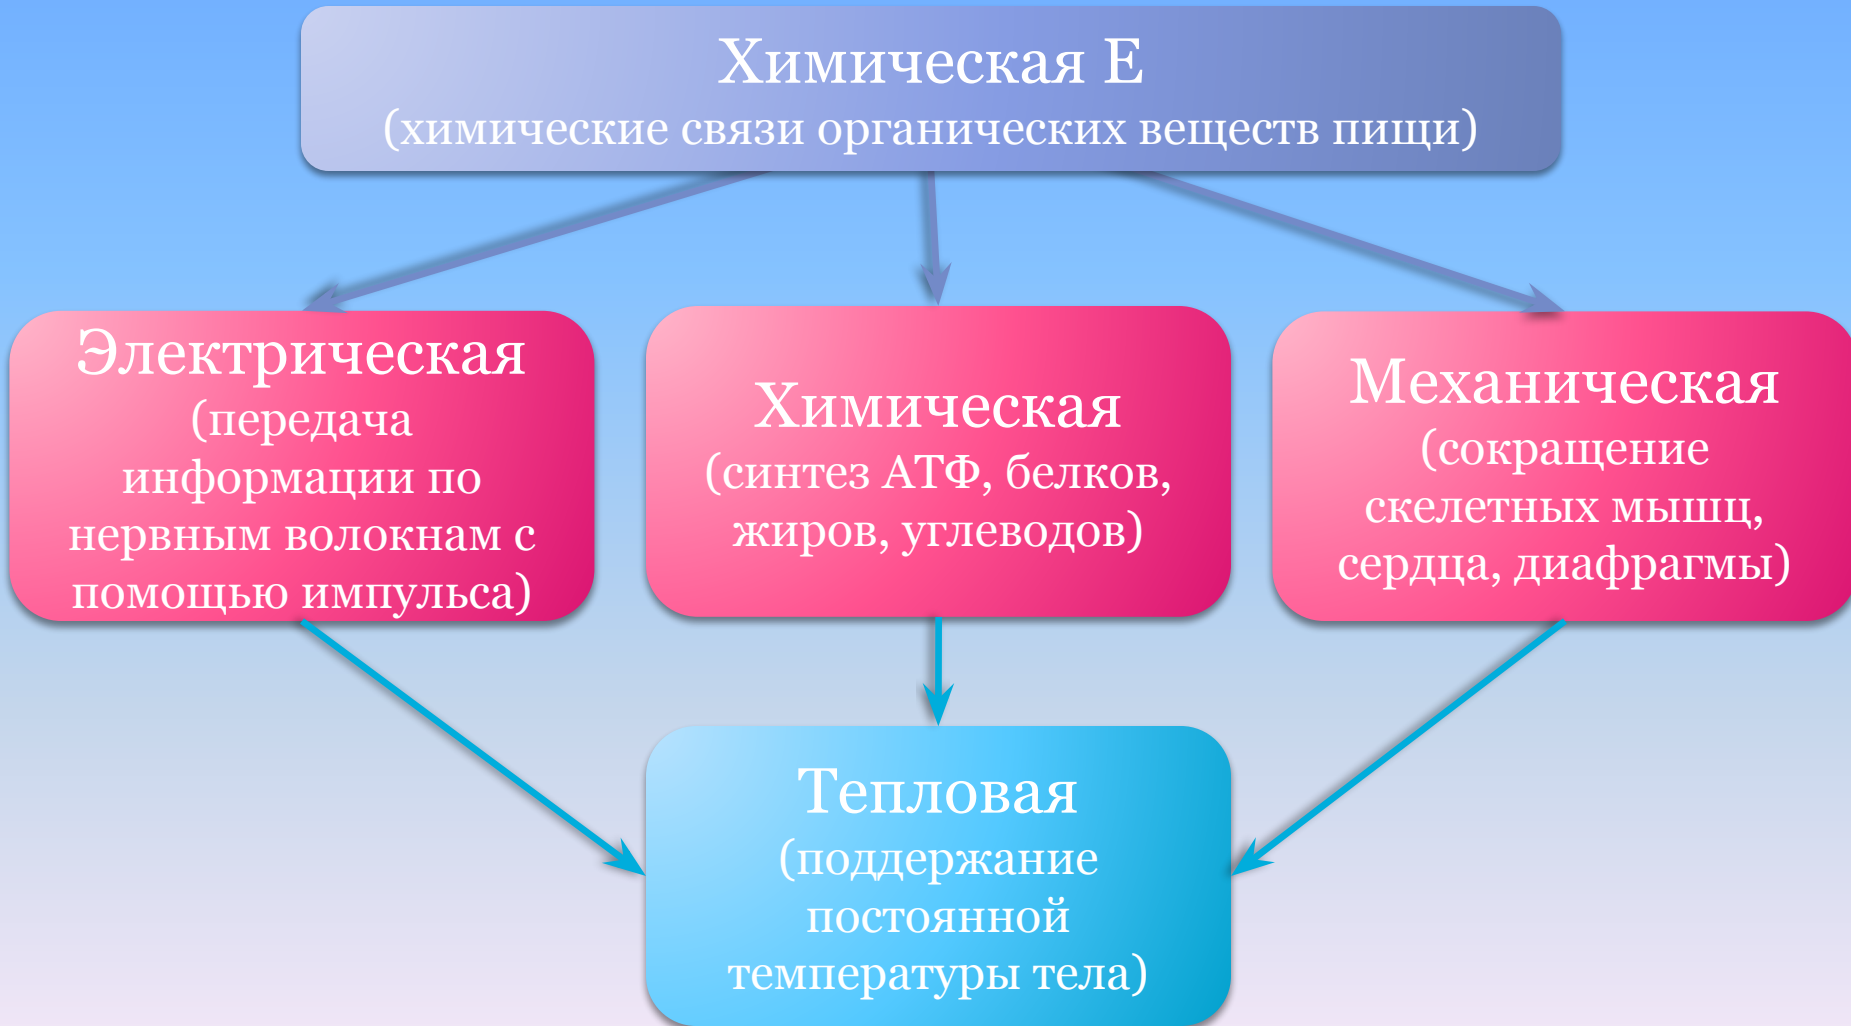 Химическая Е
(химические связи органических веществ пищи)
Электрическая
(передача
информации по
нервным волокнам с
помощью импульса)
Химическая
(синтез АТФ, белков,
жиров, углеводов)
Механическая
(сокращение
скелетных мышц,
сердца, диафрагмы)
Тепловая
(поддержание
постоянной
температуры тела)